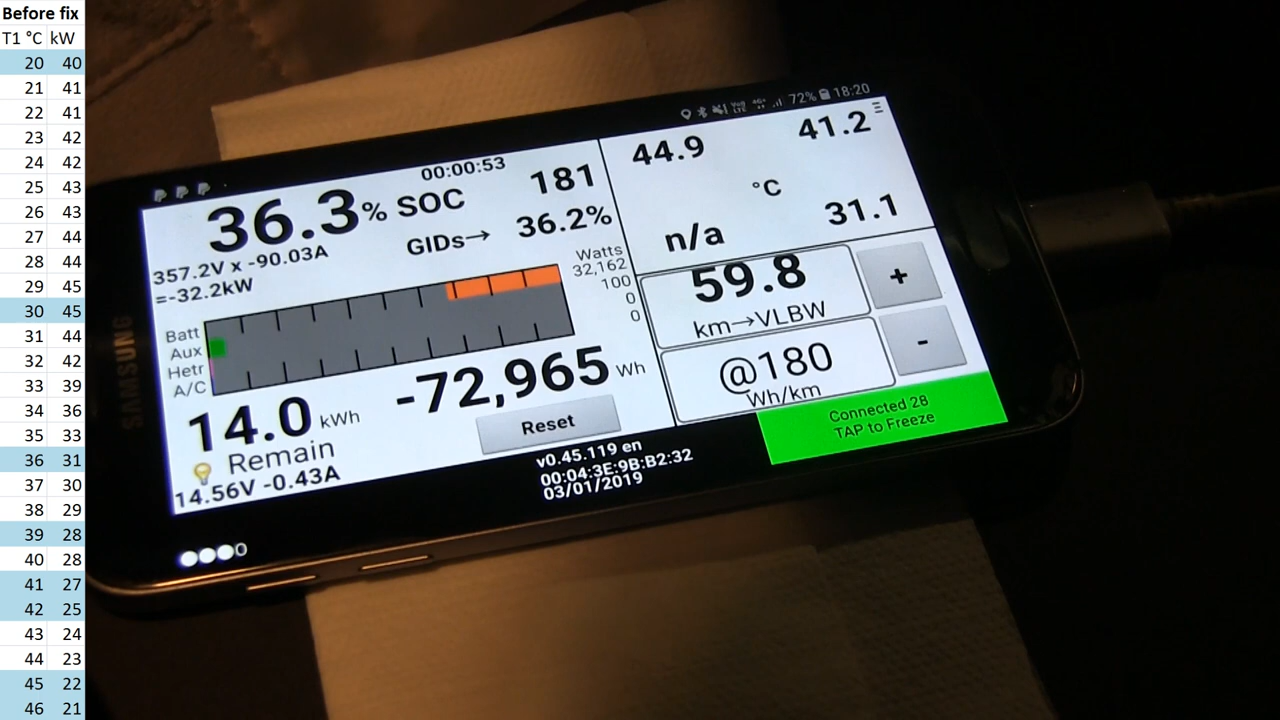 Before fix
T1 °C kW
20 40
21 41
22 41
23 42
24 42
25 43
26 43
27 44
28 44
29 45
30 45
31 44
32 42
33 39
34 36
35 33
36 31
37 30
38 29
39 28
40 28
41 27
42 25
43 24
44 23
45 22
46 21
SAMSUNG
72% 18:20
00:00:53
36.3% SOC
181
GIDs→ 36.2%
357.2V x -90.03A
=-32.2kW
Watts
Batt 32,162
Aux 100
Hetr 0
A/C 0
14.0 kWh
Remain
-72,965 Wh
Reset
14.56V -0.43A
v0.45.119 en
00:04:3E:9B:B2:32
03/01/2019
44.9 41.2
°C
n/a 31.1
59.8
km→VLBW
+
@180
Wh/km
-
Connected 28
TAP to Freeze